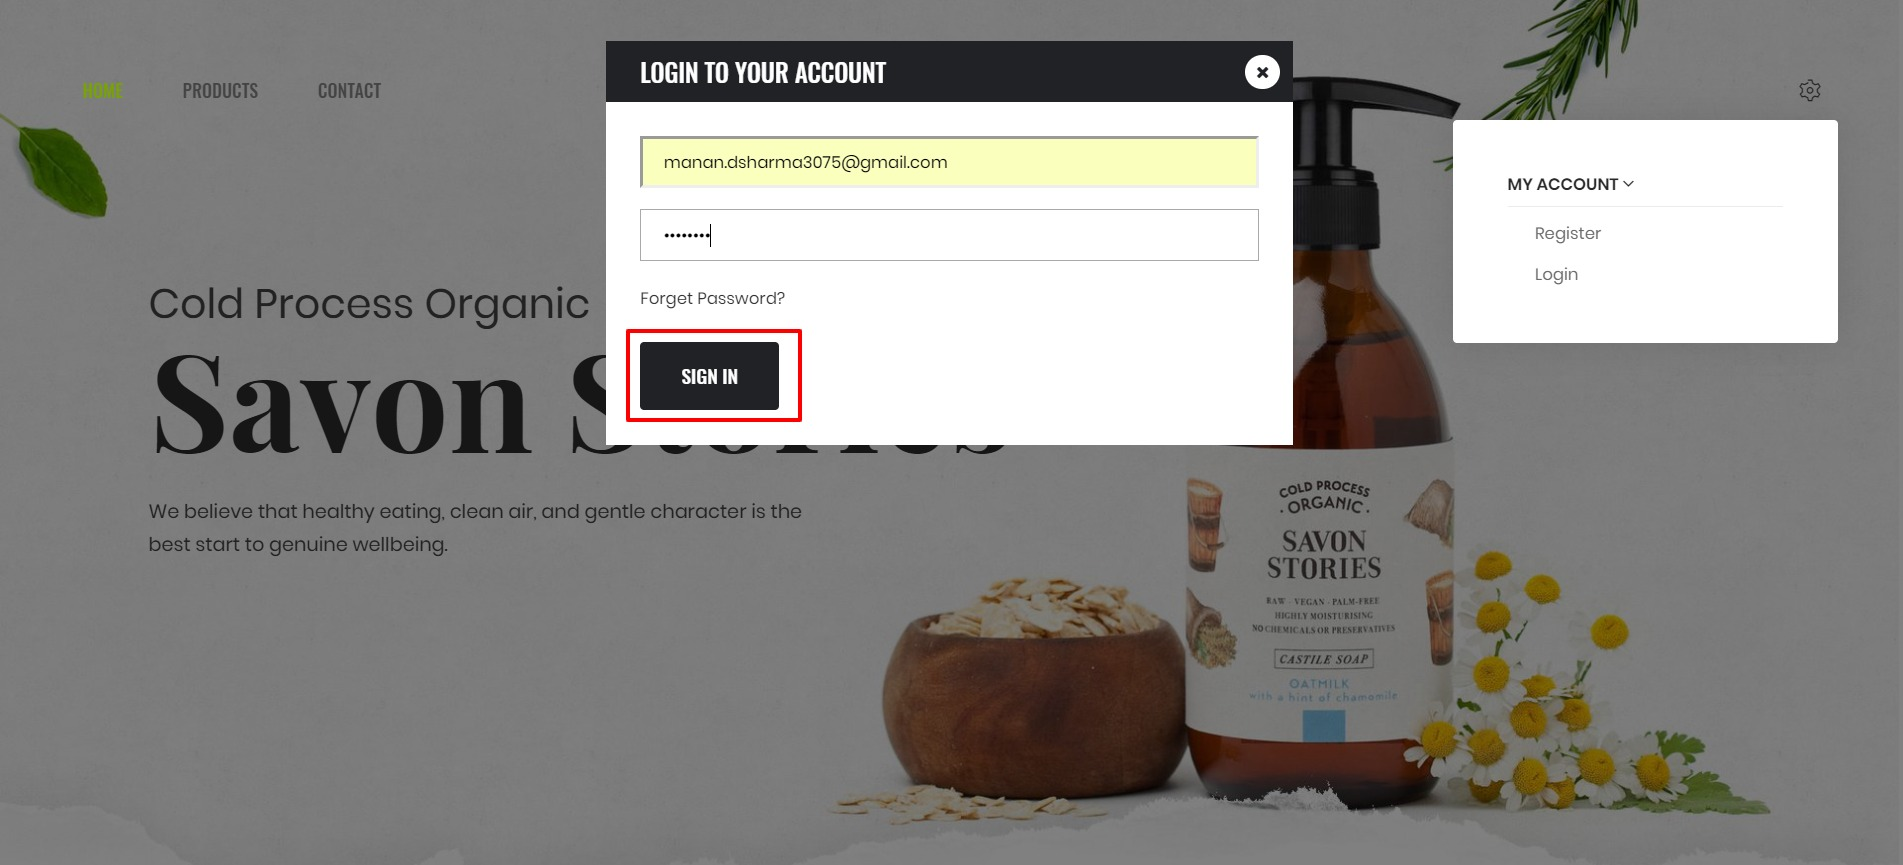 LOGIN TO YOUR ACCOUNT
HOME PRODUCTS CONTACT
manan.dsharma3075@gmail.com
••••••••
Forget Password?
SIGN IN
MY ACCOUNT
Register
Login
Cold Process Organic
Savon Stories
We believe that healthy eating, clean air, and gentle character is the
best start to genuine wellbeing.
COLD PROCESS
· ORGANIC ·
SAVON
STORIES
RAW · VEGAN · PALM-FREE
HIGHLY MOISTURISING
NO CHEMICALS OR PRESERVATIVES
CASTILE SOAP
OATMILK
with a hint of chamomile